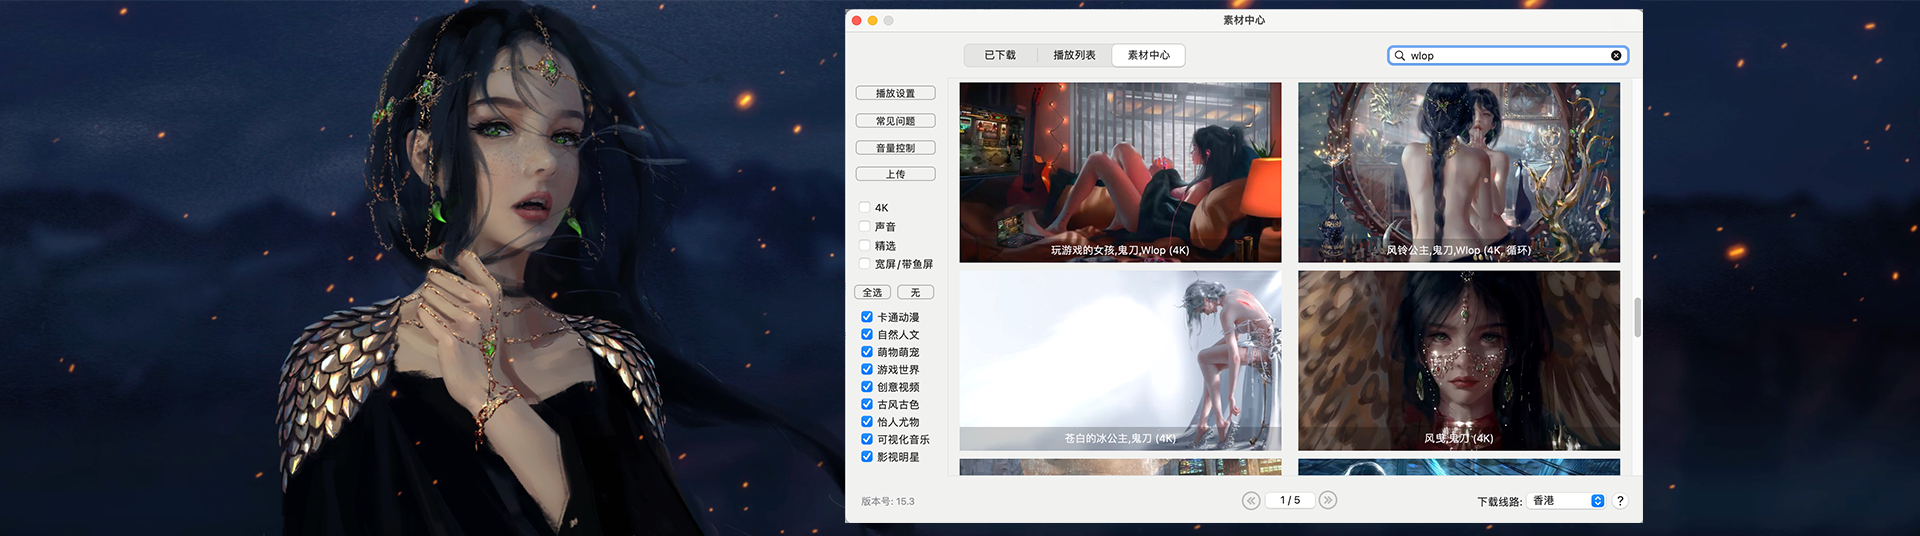 素材中心
已下载
播放列表
素材中心
wlop
播放设置
常见问题
音量控制
上传
4K
声音
精选
宽屏/带鱼屏
全选
无
卡通动漫
自然人文
萌物萌宠
游戏世界
创意视频
古风古色
怡人尤物
可视化音乐
影视明星
玩游戏的女孩,鬼刀,Wlop (4K)
风铃公主,鬼刀,Wlop (4K, 循环)
苍白的冰公主,鬼刀 (4K)
风曼,鬼刀 (4K)
版本号: 15.3
1 / 5
下载线路:
香港
?